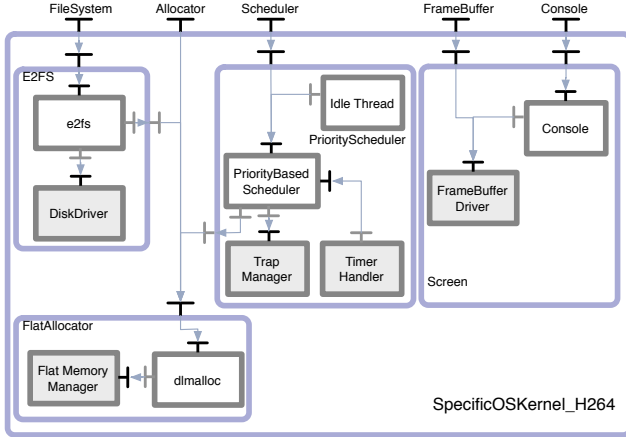 FileSystem
Allocator
Scheduler
FrameBuffer
Console
E2FS
e2fs
Idle Thread
PriorityScheduler
Console
PriorityBased
Scheduler
DiskDriver
FrameBuffer
Driver
Trap
Manager
Timer
Handler
Screen
FlatAllocator
Flat Memory
Manager
dlmalloc
SpecificOSKernel_H264